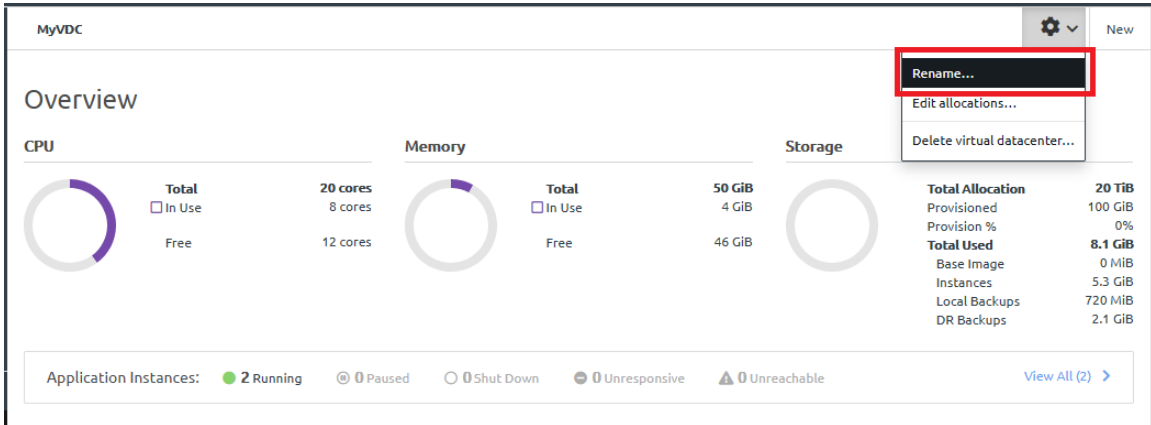 MyVDC
New
Rename...
Edit allocations...
Delete virtual datacenter...
Overview
CPU
Total 20 cores
In Use 8 cores
Free 12 cores
Memory
Total 50 GiB
In Use 4 GiB
Free 46 GiB
Storage
Total Allocation 20 TiB
Provisioned 100 GiB
Provision % 0%
Total Used 8.1 GiB
Base Image 0 MiB
Instances 5.3 GiB
Local Backups 720 MiB
DR Backups 2.1 GiB
Application Instances: 2 Running 0 Paused 0 Shut Down 0 Unresponsive 0 Unreachable View All (2)